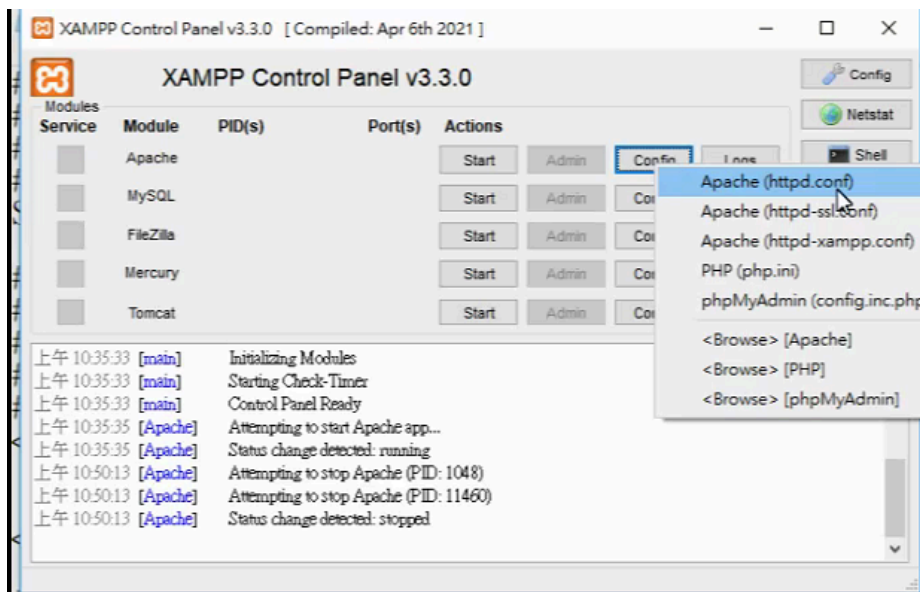 XAMPP Control Panel v3.3.0 [ Compiled: Apr 6th 2021 ]
XAMPP Control Panel v3.3.0
Config
Modules
Netstat
Service Module PID(s) Port(s) Actions
Shell
Apache Start Admin Config Logs
MySQL Start Admin
FileZilla Start Admin
Mercury Start Admin
Tomcat Start Admin
Apache (httpd.conf)
Apache (httpd-ssl.conf)
Apache (httpd-xampp.conf)
PHP (php.ini)
phpMyAdmin (config.inc.php
<Browse> [Apache]
<Browse> [PHP]
<Browse> [phpMyAdmin]
上午 10:35:33 [main] Initializing Modules
上午 10:35:33 [main] Starting Check-Timer
上午 10:35:33 [main] Control Panel Ready
上午 10:35:35 [Apache] Attempting to start Apache app...
上午 10:35:35 [Apache] Status change detected: running
上午 10:50:13 [Apache] Attempting to stop Apache (PID: 1048)
上午 10:50:13 [Apache] Attempting to stop Apache (PID: 11460)
上午 10:50:13 [Apache] Status change detected: stopped